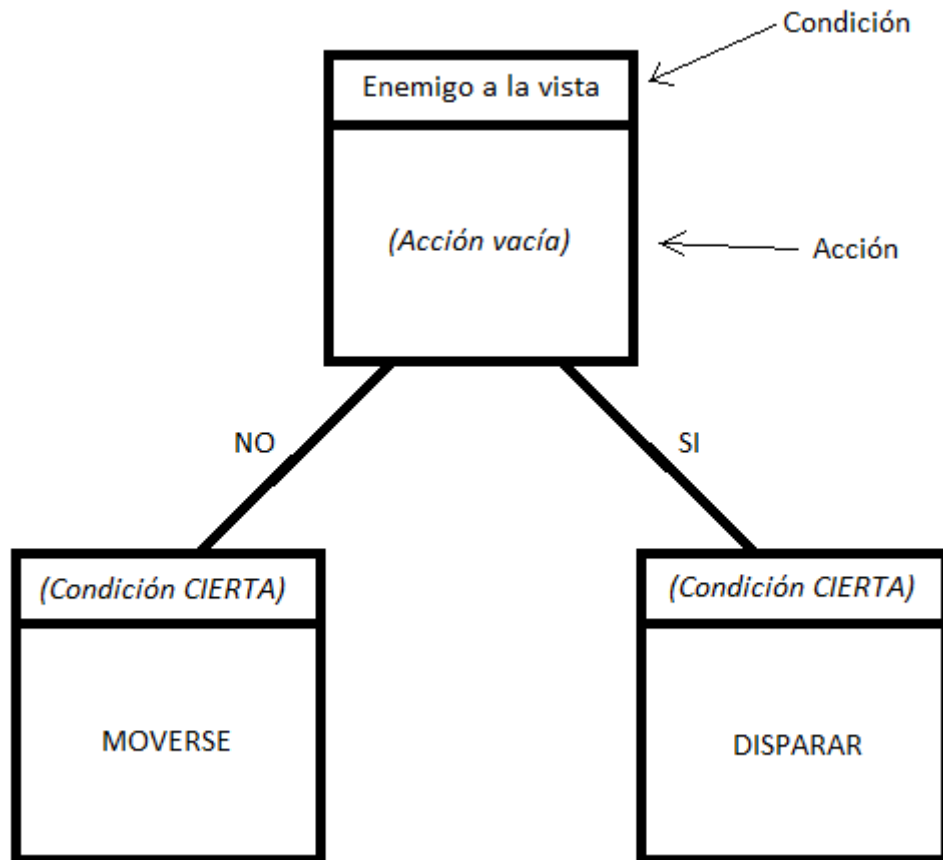 Condición
Enemigo a la vista
(Acción vacía)
Acción
NO
SI
(Condición CIERTA)
(Condición CIERTA)
MOVERSE
DISPARAR